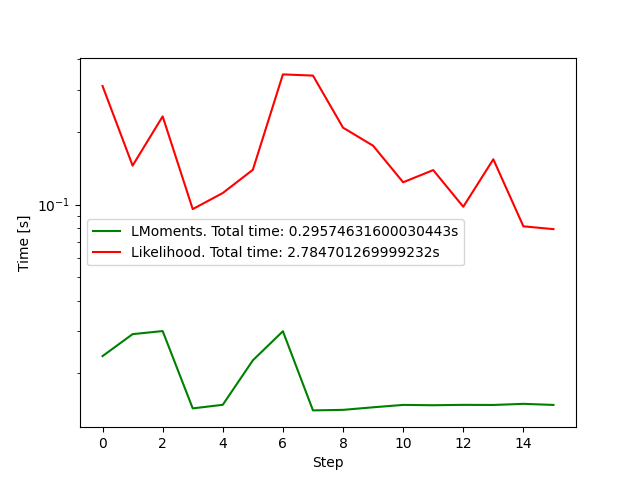 Time [s]
10⁻¹
LMoments. Total time: 0.29574631600030443s
Likelihood. Total time: 2.784701269999232s
0 2 4 6 8 10 12 14
Step